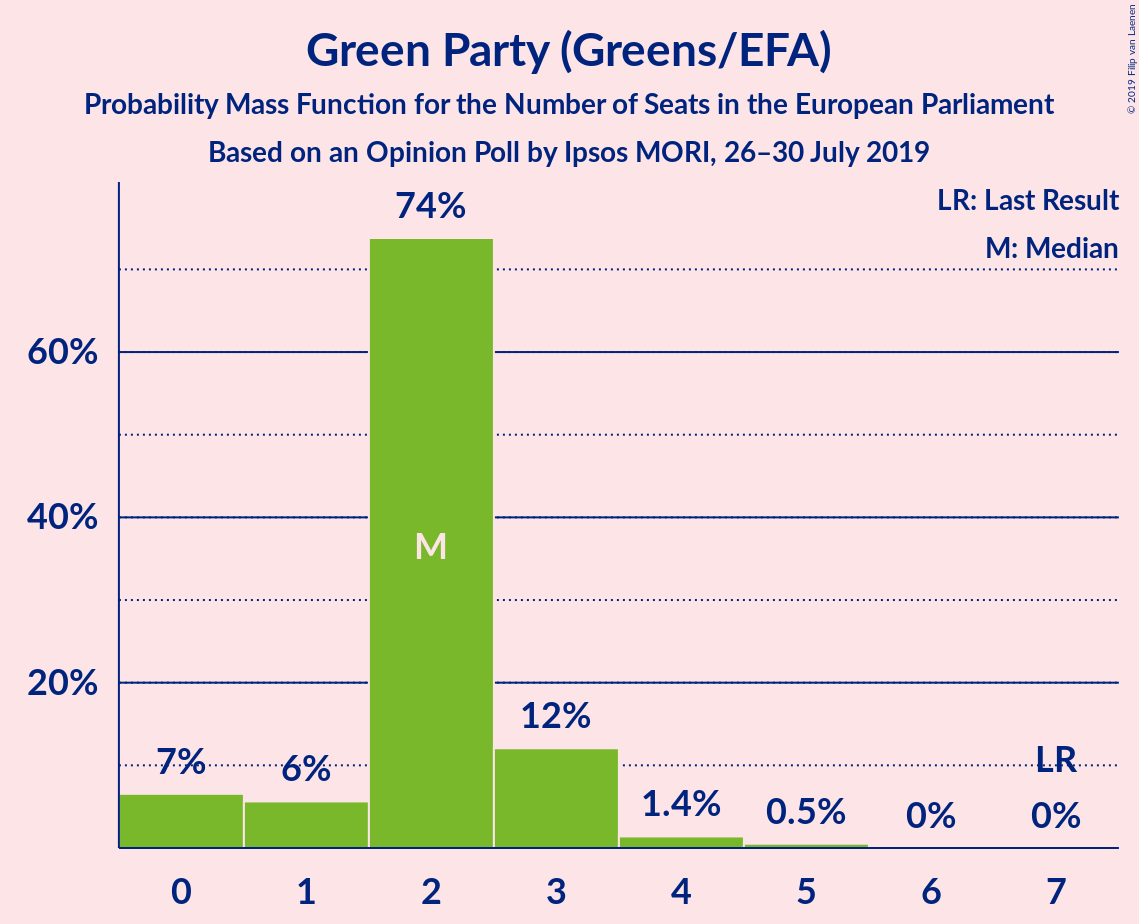 Green Party (Greens/EFA)
Probability Mass Function for the Number of Seats in the European Parliament
Based on an Opinion Poll by Ipsos MORI, 26–30 July 2019
© 2019 Filip van Laenen
LR: Last Result
M: Median
74%
60%
40%
M
20%
12%
7%
6%
LR
1.4%
0.5%
0%
0%
0 1 2 3 4 5 6 7